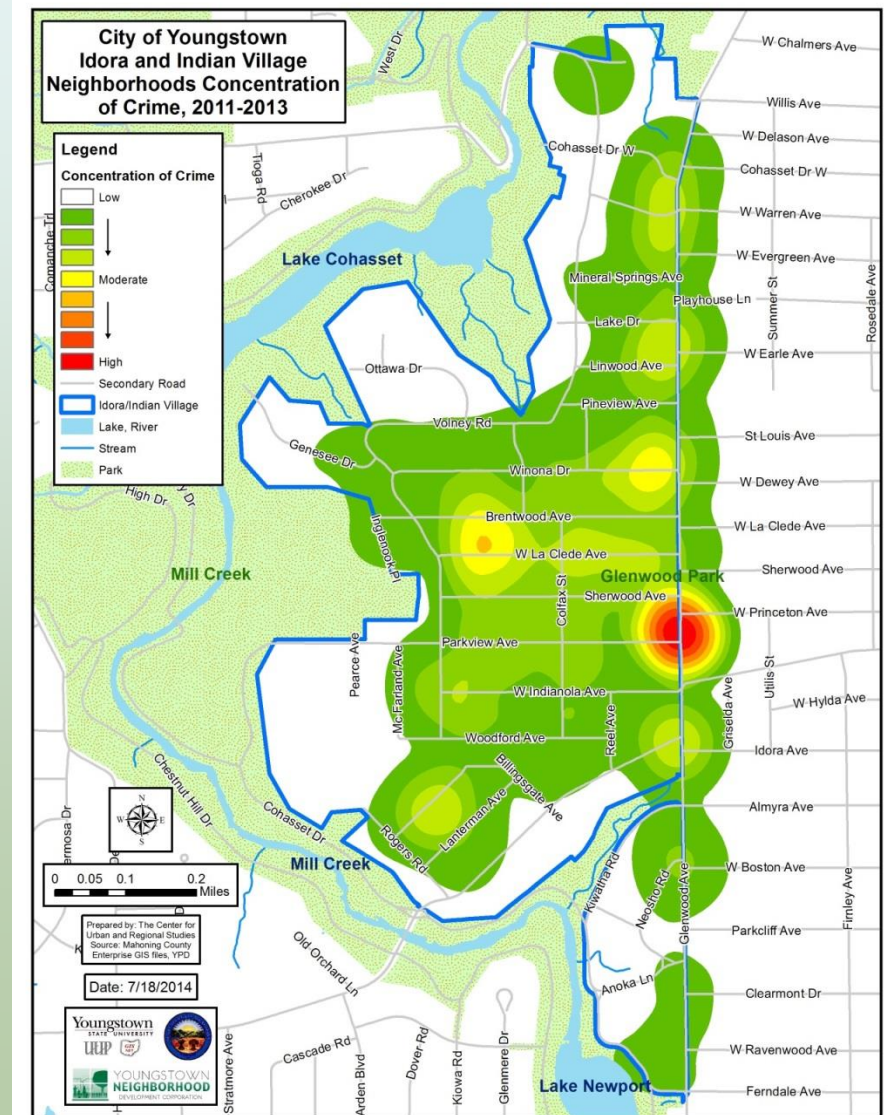 City of Youngstown
Idora and Indian Village
Neighborhoods Concentration
of Crime, 2011-2013
Legend
Concentration of Crime
Low
Moderate
High
Secondary Road
Idora/Indian Village
Lake, River
Stream
Park
West Dr
W Chalmers Ave
Willis Ave
W Delason Ave
Cohasset Dr W
Cohasset Dr W
Tioga Rd
Cherokee Dr
Comanche Trl
W Warren Ave
Lake Cohasset
W Evergreen Ave
Mineral Springs Ave
Playhouse Ln
Summer St
Rosedale Ave
Lake Dr
W Earle Ave
Ottawa Dr
Linwood Ave
Pineview Ave
Volney Rd
St Louis Ave
Genesee Dr
Winona Dr
W Dewey Ave
High Dr
Brentwood Ave
W La Clede Ave
Inglenook Pl
W La Clede Ave
Mill Creek
Glenwood Park
Sherwood Ave
Colfax St
Sherwood Ave
W Princeton Ave
Parkview Ave
Pearce Ave
Mc Farland Ave
Utilis St
W Indianola Ave
W Hylda Ave
Reel Ave
Griselda Ave
Woodford Ave
Idora Ave
Billingsgate Ave
Chestnut Hill Dr
Cohasset Dr
Lanterman Ave
Almyra Ave
Rogers Rd
Mill Creek
Kiwatha Rd
Neosho Rd
Glenwood Ave
W Boston Ave
Firnley Ave
Parkcliff Ave
Old Orchard Ln
Anoka Ln
Clearmont Dr
Cascade Rd
Stratmore Ave
Arden Blvd
Dover Rd
Kiowa Rd
Glenmere Dr
W Ravenwood Ave
Lake Newport
Ferndale Ave
N
W E
S
0 0.05 0.1 0.2
Miles
Prepared by: The Center for
Urban and Regional Studies
Source: Mahoning County
Enterprise GIS files, YPD
Date: 7/18/2014
Youngstown
STATE UNIVERSITY
YOUNGSTOWN
NEIGHBORHOOD
DEVELOPMENT CORPORATION